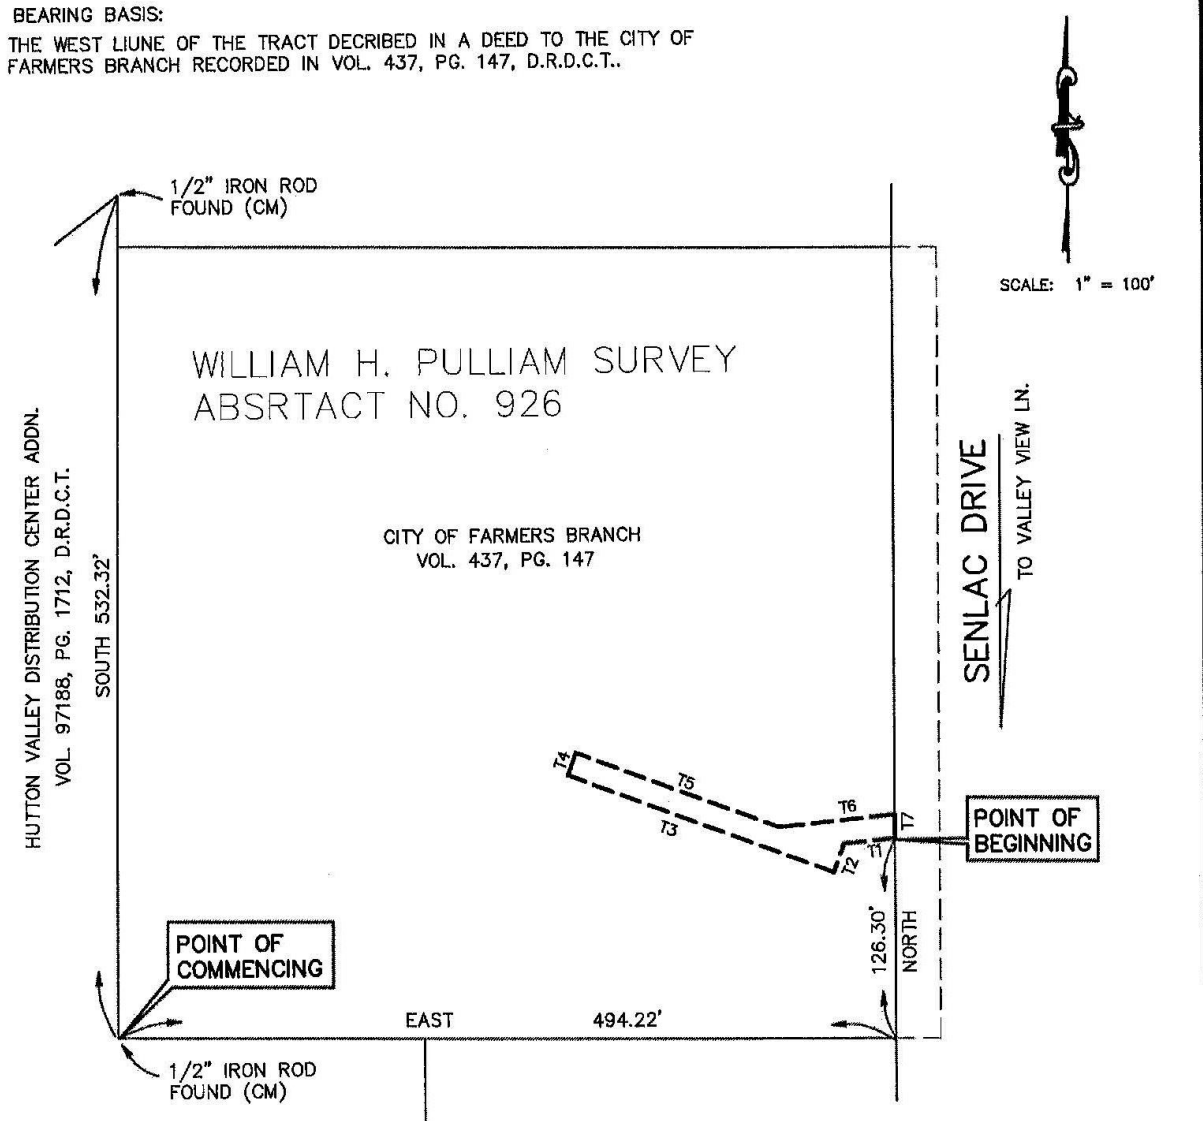 BEARING BASIS:
THE WEST LIUNE OF THE TRACT DECRIBED IN A DEED TO THE CITY OF
FARMERS BRANCH RECORDED IN VOL. 437, PG. 147, D.R.D.C.T..
1/2" IRON ROD
FOUND (CM)
SCALE: 1" = 100'
WILLIAM H. PULLIAM SURVEY
ABSRTACT NO. 926
HUTTON VALLEY DISTRIBUTION CENTER ADDN.
VOL. 97188, PG. 1712, D.R.D.C.T.
SOUTH 532.32'
CITY OF FARMERS BRANCH
VOL. 437, PG. 147
SENLAC DRIVE
TO VALLEY VIEW LN.
T4
T5
T3
T6
T7
T1
T2
POINT OF
BEGINNING
126.30'
NORTH
POINT OF
COMMENCING
EAST 494.22'
1/2" IRON ROD
FOUND (CM)